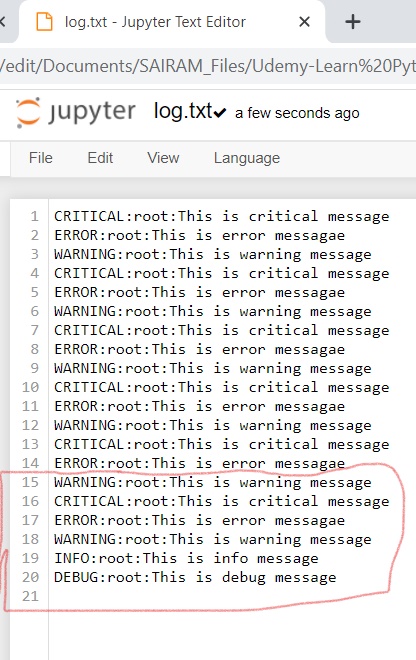 log.txt - Jupyter Text Editor
/edit/Documents/SAIRAM_Files/Udemy-Learn%20Pyt
jupyter log.txt a few seconds ago
File Edit View Language
1 CRITICAL:root:This is critical message
2 ERROR:root:This is error messagae
3 WARNING:root:This is warning message
4 CRITICAL:root:This is critical message
5 ERROR:root:This is error messagae
6 WARNING:root:This is warning message
7 CRITICAL:root:This is critical message
8 ERROR:root:This is error messagae
9 WARNING:root:This is warning message
10 CRITICAL:root:This is critical message
11 ERROR:root:This is error messagae
12 WARNING:root:This is warning message
13 CRITICAL:root:This is critical message
14 ERROR:root:This is error messagae
15 WARNING:root:This is warning message
16 CRITICAL:root:This is critical message
17 ERROR:root:This is error messagae
18 WARNING:root:This is warning message
19 INFO:root:This is info message
20 DEBUG:root:This is debug message
21